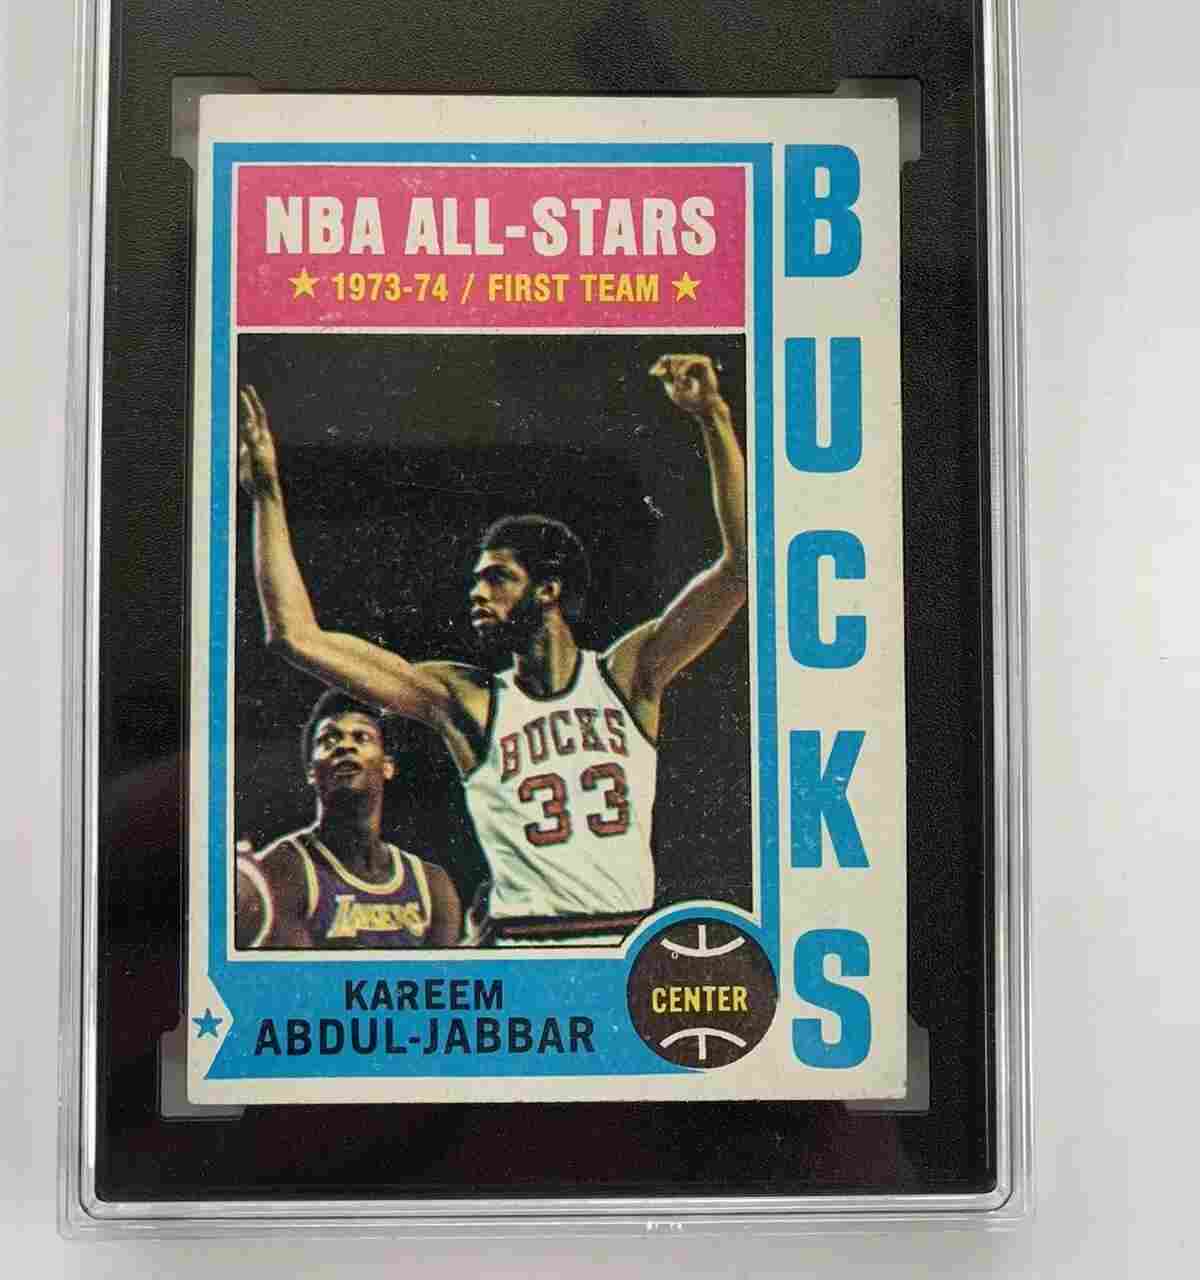 NBA ALL-STARS
★ 1973-74 / FIRST TEAM ★
BUCKS
BUCKS
33
LAKERS
CENTER
KAREEM
ABDUL-JABBAR